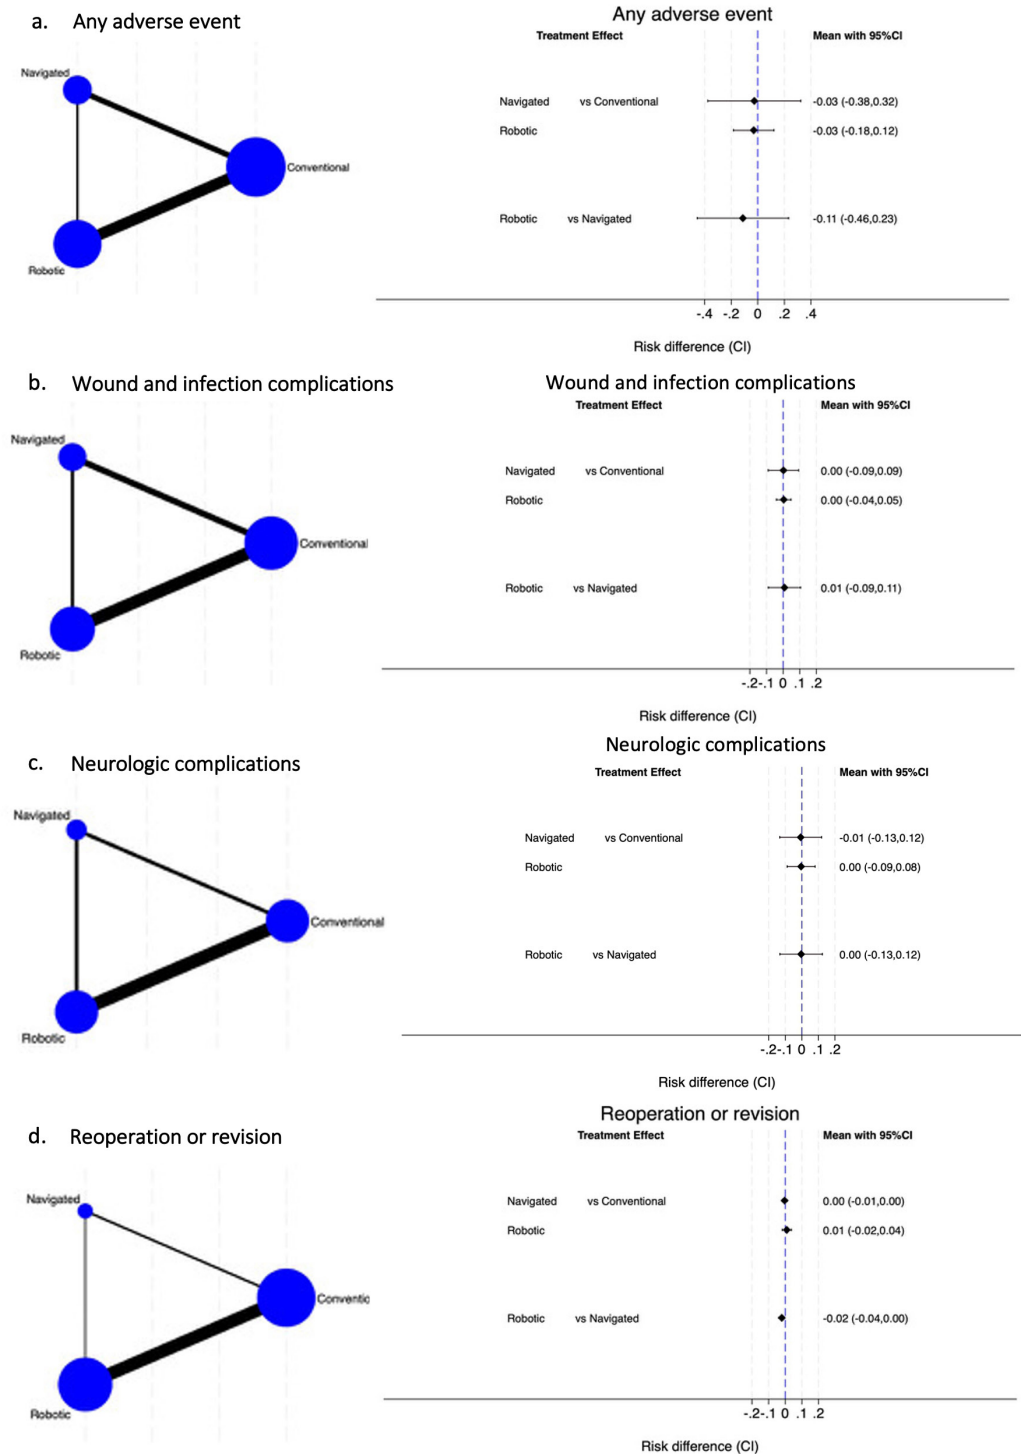 a. Any adverse event
Navigated
Conventional
Robotic
Any adverse event
Treatment Effect Mean with 95%CI
Navigated vs Conventional -0.03 (-0.38,0.32)
Robotic -0.03 (-0.18,0.12)
Robotic vs Navigated -0.11 (-0.46,0.23)
-.4 -.2 0 .2 .4
Risk difference (CI)
b. Wound and infection complications
Navigated
Conventional
Robotic
Wound and infection complications
Treatment Effect Mean with 95%CI
Navigated vs Conventional 0.00 (-0.09,0.09)
Robotic 0.00 (-0.04,0.05)
Robotic vs Navigated 0.01 (-0.09,0.11)
-.2 -.1 0 .1 .2
Risk difference (CI)
c. Neurologic complications
Navigated
Conventional
Robotic
Neurologic complications
Treatment Effect Mean with 95%CI
Navigated vs Conventional -0.01 (-0.13,0.12)
Robotic 0.00 (-0.09,0.08)
Robotic vs Navigated 0.00 (-0.13,0.12)
-.2 -.1 0 .1 .2
Risk difference (CI)
d. Reoperation or revision
Navigated
Conventic
Robotic
Reoperation or revision
Treatment Effect Mean with 95%CI
Navigated vs Conventional 0.00 (-0.01,0.00)
Robotic 0.01 (-0.02,0.04)
Robotic vs Navigated -0.02 (-0.04,0.00)
-.2 -.1 0 .1 .2
Risk difference (CI)